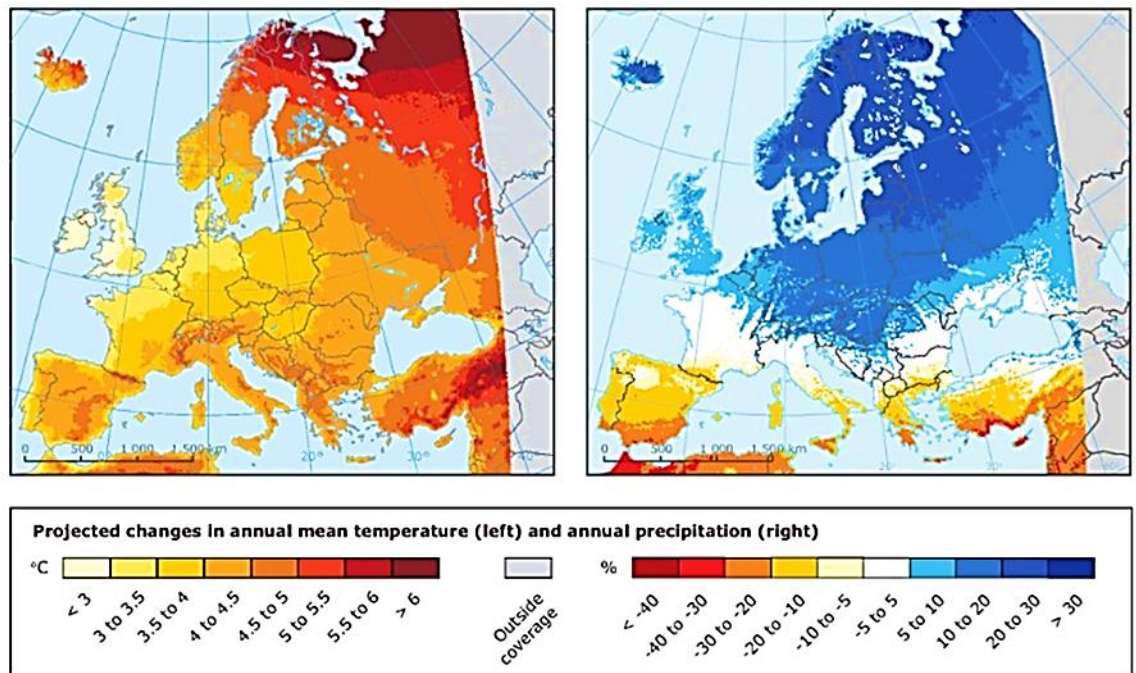 0 500 1 000 1 500 km
20°
30°
40°
0 500 1 000 1 500 km
20°
30°
Projected changes in annual mean temperature (left) and annual precipitation (right)
°C
< 3
3 to 3.5
3.5 to 4
4 to 4.5
4.5 to 5
5 to 5.5
5.5 to 6
> 6
Outside
coverage
%
< -40
-40 to -30
-30 to -20
-20 to -10
-10 to -5
-5 to 5
5 to 10
10 to 20
20 to 30
> 30